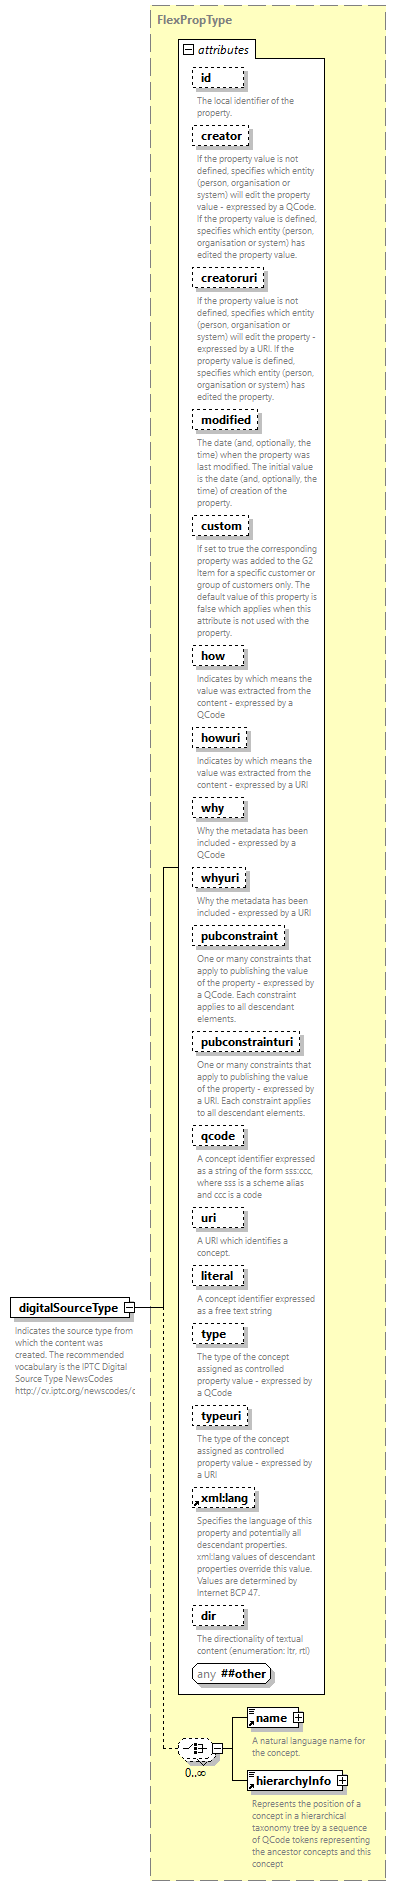 FlexPropType
attributes
id
The local identifier of the
property.
creator
If the property value is not
defined, specifies which entity
(person, organisation or
system) will edit the property
value - expressed by a QCode.
If the property value is defined,
specifies which entity (person,
organisation or system) has
edited the property value.
creatoruri
If the property value is not
defined, specifies which entity
(person, organisation or
system) will edit the property -
expressed by a URI. If the
property value is defined,
specifies which entity (person,
organisation or system) has
edited the property.
modified
The date (and, optionally, the
time) when the property was
last modified. The initial value
is the date (and, optionally, the
time) of creation of the
property.
custom
If set to true the corresponding
property was added to the G2
Item for a specific customer or
group of customers only. The
default value of this property is
false which applies when this
attribute is not used with the
property.
how
Indicates by which means the
value was extracted from the
content - expressed by a
QCode
howuri
Indicates by which means the
value was extracted from the
content - expressed by a URI
why
Why the metadata has been
included - expressed by a
QCode
whyuri
Why the metadata has been
included - expressed by a URI
pubconstraint
One or many constraints that
apply to publishing the value
of the property - expressed by
a QCode. Each constraint
applies to all descendant
elements.
pubconstrainturi
One or many constraints that
apply to publishing the value
of the property - expressed by
a URI. Each constraint applies
to all descendant elements.
qcode
A concept identifier expressed
as a string of the form sss:ccc,
where sss is a scheme alias
and ccc is a code
uri
A URI which identifies a
concept.
literal
A concept identifier expressed
as a free text string
type
The type of the concept
assigned as controlled
property value - expressed by
a QCode
typeuri
The type of the concept
assigned as controlled
property value - expressed by
a URI
xml:lang
Specifies the language of this
property and potentially all
descendant properties.
xml:lang values of descendant
properties override this value.
Values are determined by
Internet BCP 47.
dir
The directionality of textual
content (enumeration: ltr, rtl)
any ##other
digitalSourceType
Indicates the source type from
which the content was
created. The recommended
vocabulary is the IPTC Digital
Source Type NewsCodes
http://cv.iptc.org/newscodes/c
0..∞
name
A natural language name for
the concept.
hierarchyInfo
Represents the position of a
concept in a hierarchical
taxonomy tree by a sequence
of QCode tokens representing
the ancestor concepts and this
concept